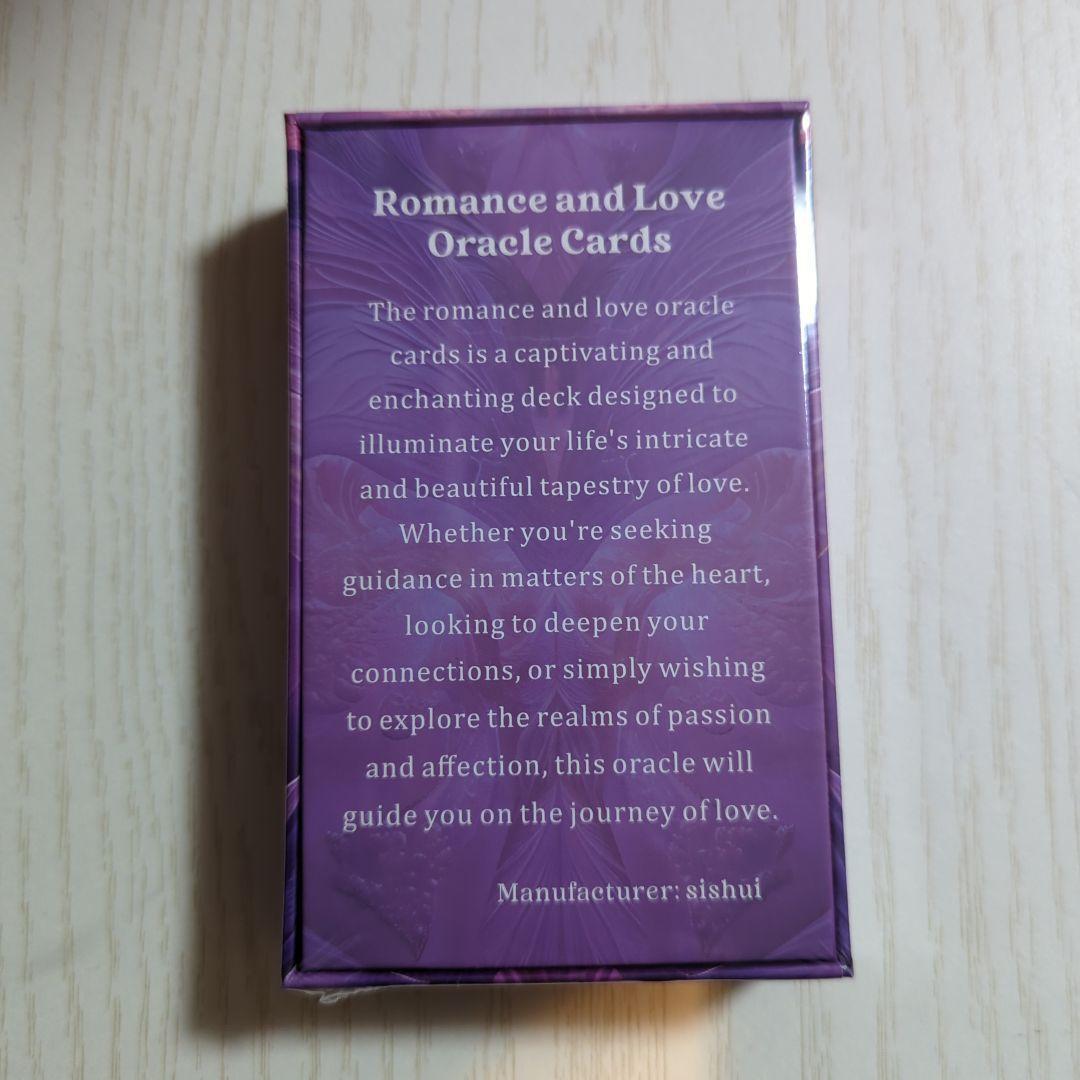 Romance and Love
Oracle Cards
The romance and love oracle
cards is a captivating and
enchanting deck designed to
illuminate your life's intricate
and beautiful tapestry of love.
Whether you're seeking
guidance in matters of the heart,
looking to deepen your
connections, or simply wishing
to explore the realms of passion
and affection, this oracle will
guide you on the journey of love.
Manufacturer: sishui